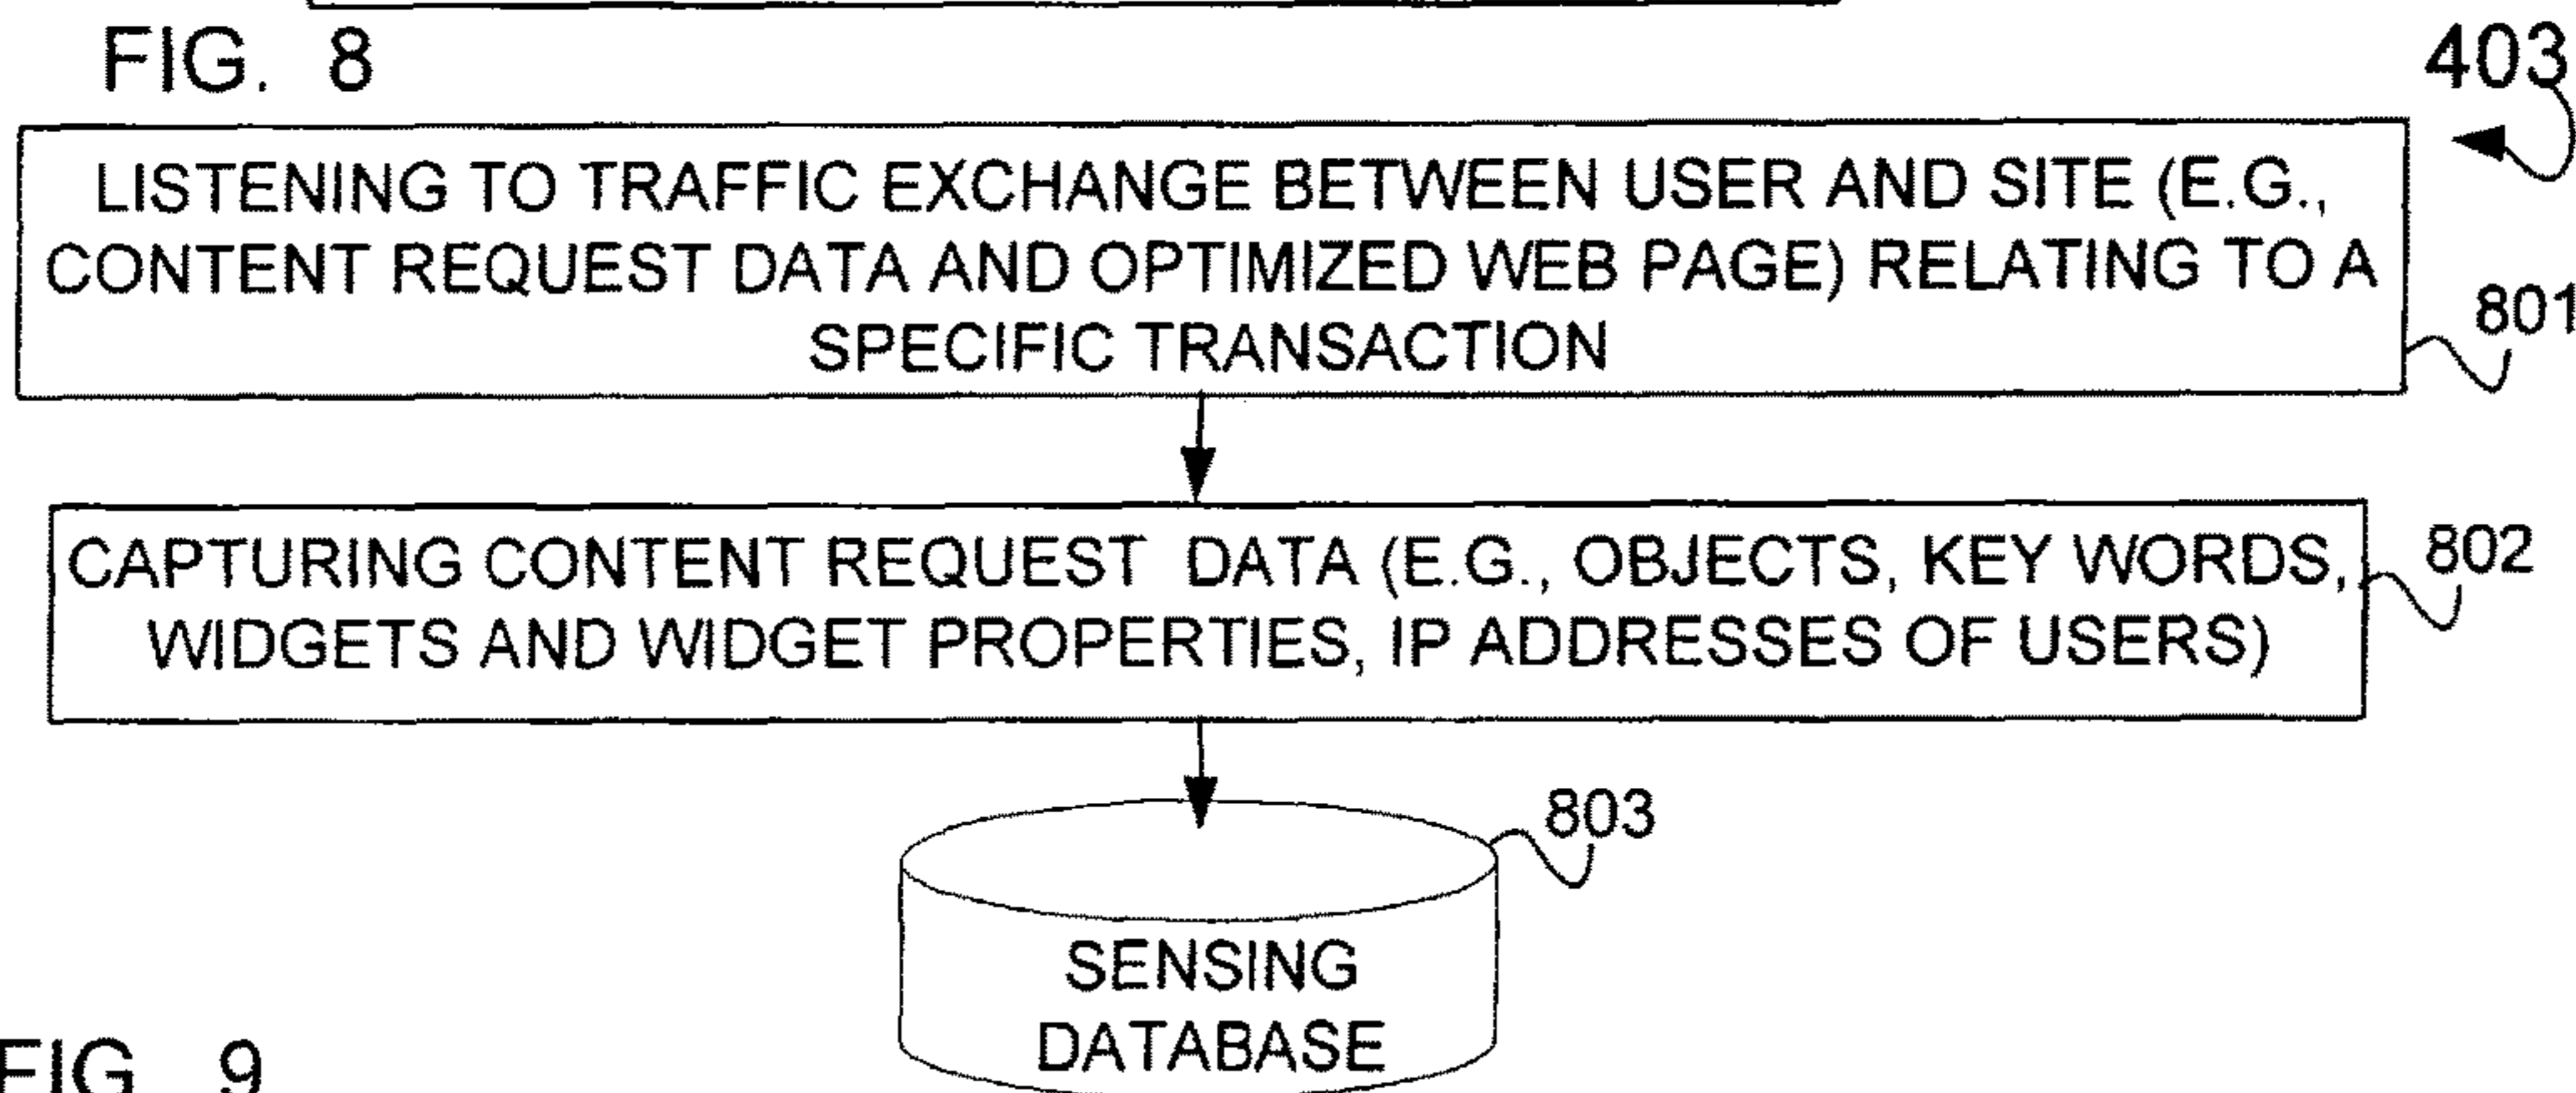 FIG. 8
403
LISTENING TO TRAFFIC EXCHANGE BETWEEN USER AND SITE (E.G.,
CONTENT REQUEST DATA AND OPTIMIZED WEB PAGE) RELATING TO A
SPECIFIC TRANSACTION
801
CAPTURING CONTENT REQUEST DATA (E.G., OBJECTS, KEY WORDS,
WIDGETS AND WIDGET PROPERTIES, IP ADDRESSES OF USERS)
802
803
SENSING
DATABASE
FIG. 9